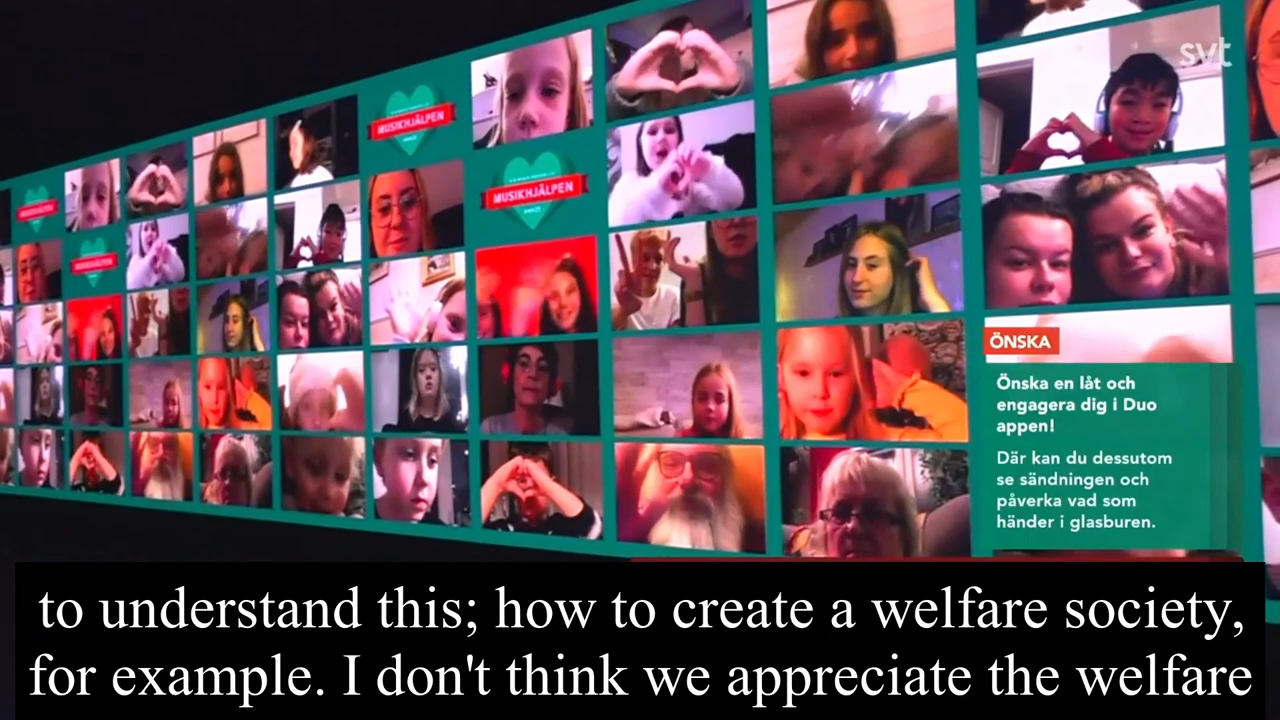 svt
MUSIKHJÄLPEN
MUSIKHJÄLPEN
ÖNSKA
Önska en låt och
engagera dig i Duo
appen!
Där kan du dessutom
se sändningen och
påverka vad som
händer i glasburen.
to understand this; how to create a welfare society,
for example. I don't think we appreciate the welfare